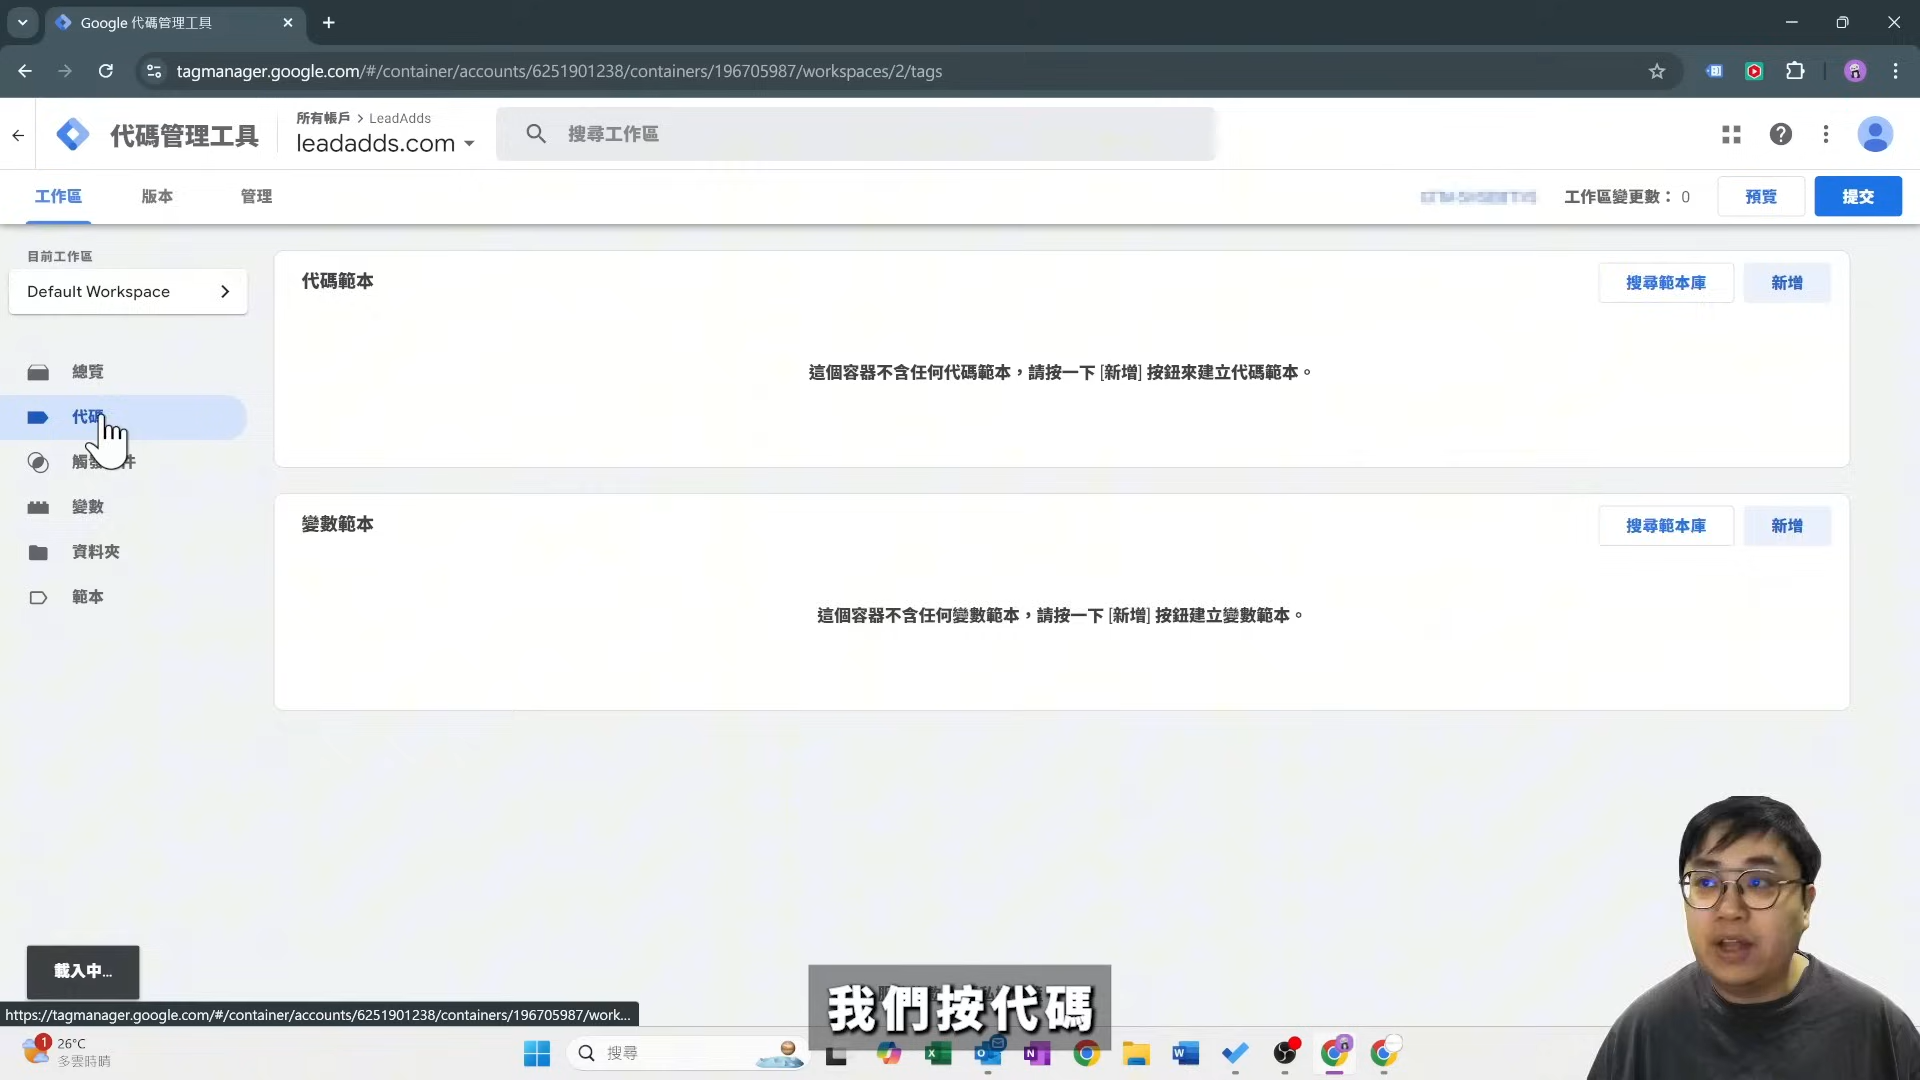 Google 代碼管理工具
tagmanager.google.com/#/container/accounts/6251901238/containers/196705987/workspaces/2/tags
代碼管理工具
所有帳戶 > LeadAdds
leadadds.com
搜尋工作區
工作區
版本
管理
工作區變更數： 0
預覽
提交
目前工作區
Default Workspace
總覽
代碼
變數
資料夾
範本
代碼範本
搜尋範本庫
新增
這個容器不含任何代碼範本，請按一下 [新增] 按鈕來建立代碼範本。
變數範本
搜尋範本庫
新增
這個容器不含任何變數範本，請按一下 [新增] 按鈕建立變數範本。
載入中...
https://tagmanager.google.com/#/container/accounts/6251901238/containers/196705987/work...
我們按代碼
1
26°C
多雲時晴
搜尋